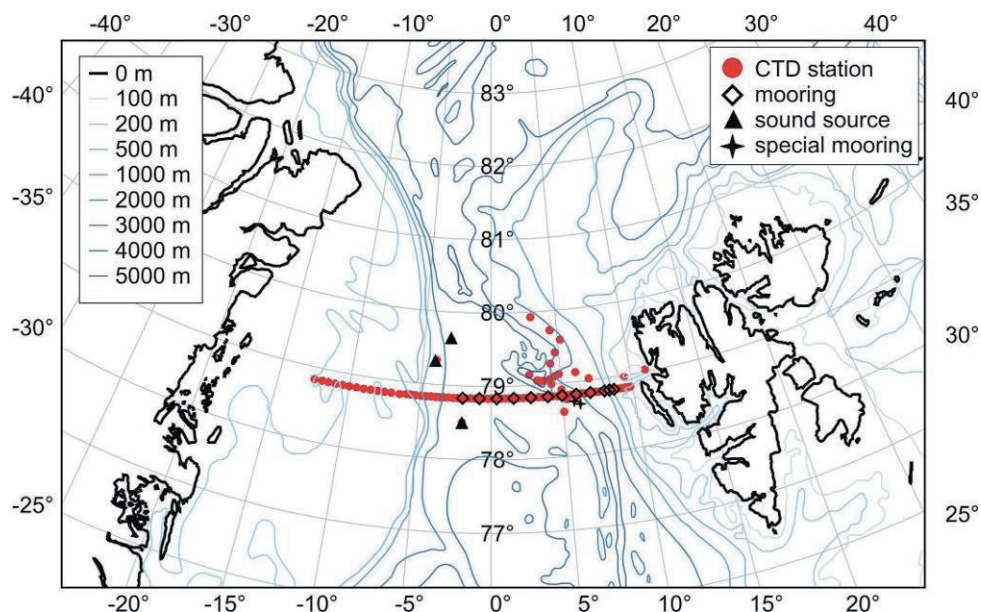 -40° -30° -20° -10° 0° 10° 20° 30° 40°
0 m
100 m
200 m
500 m
1000 m
2000 m
3000 m
4000 m
5000 m
CTD station
mooring
sound source
special mooring
-40°
-35°
-30°
-25°
83°
82°
81°
80°
79°
78°
77°
40°
35°
30°
25°
-20° -15° -10° -5° 0° 5° 10° 15° 20°